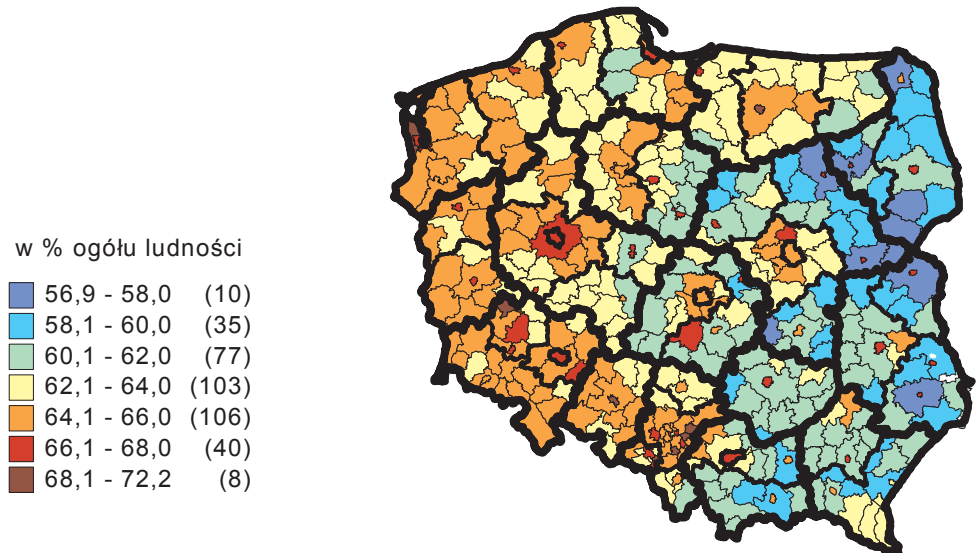 w % ogółu ludności
56,9 - 58,0 (10)
58,1 - 60,0 (35)
60,1 - 62,0 (77)
62,1 - 64,0 (103)
64,1 - 66,0 (106)
66,1 - 68,0 (40)
68,1 - 72,2 (8)